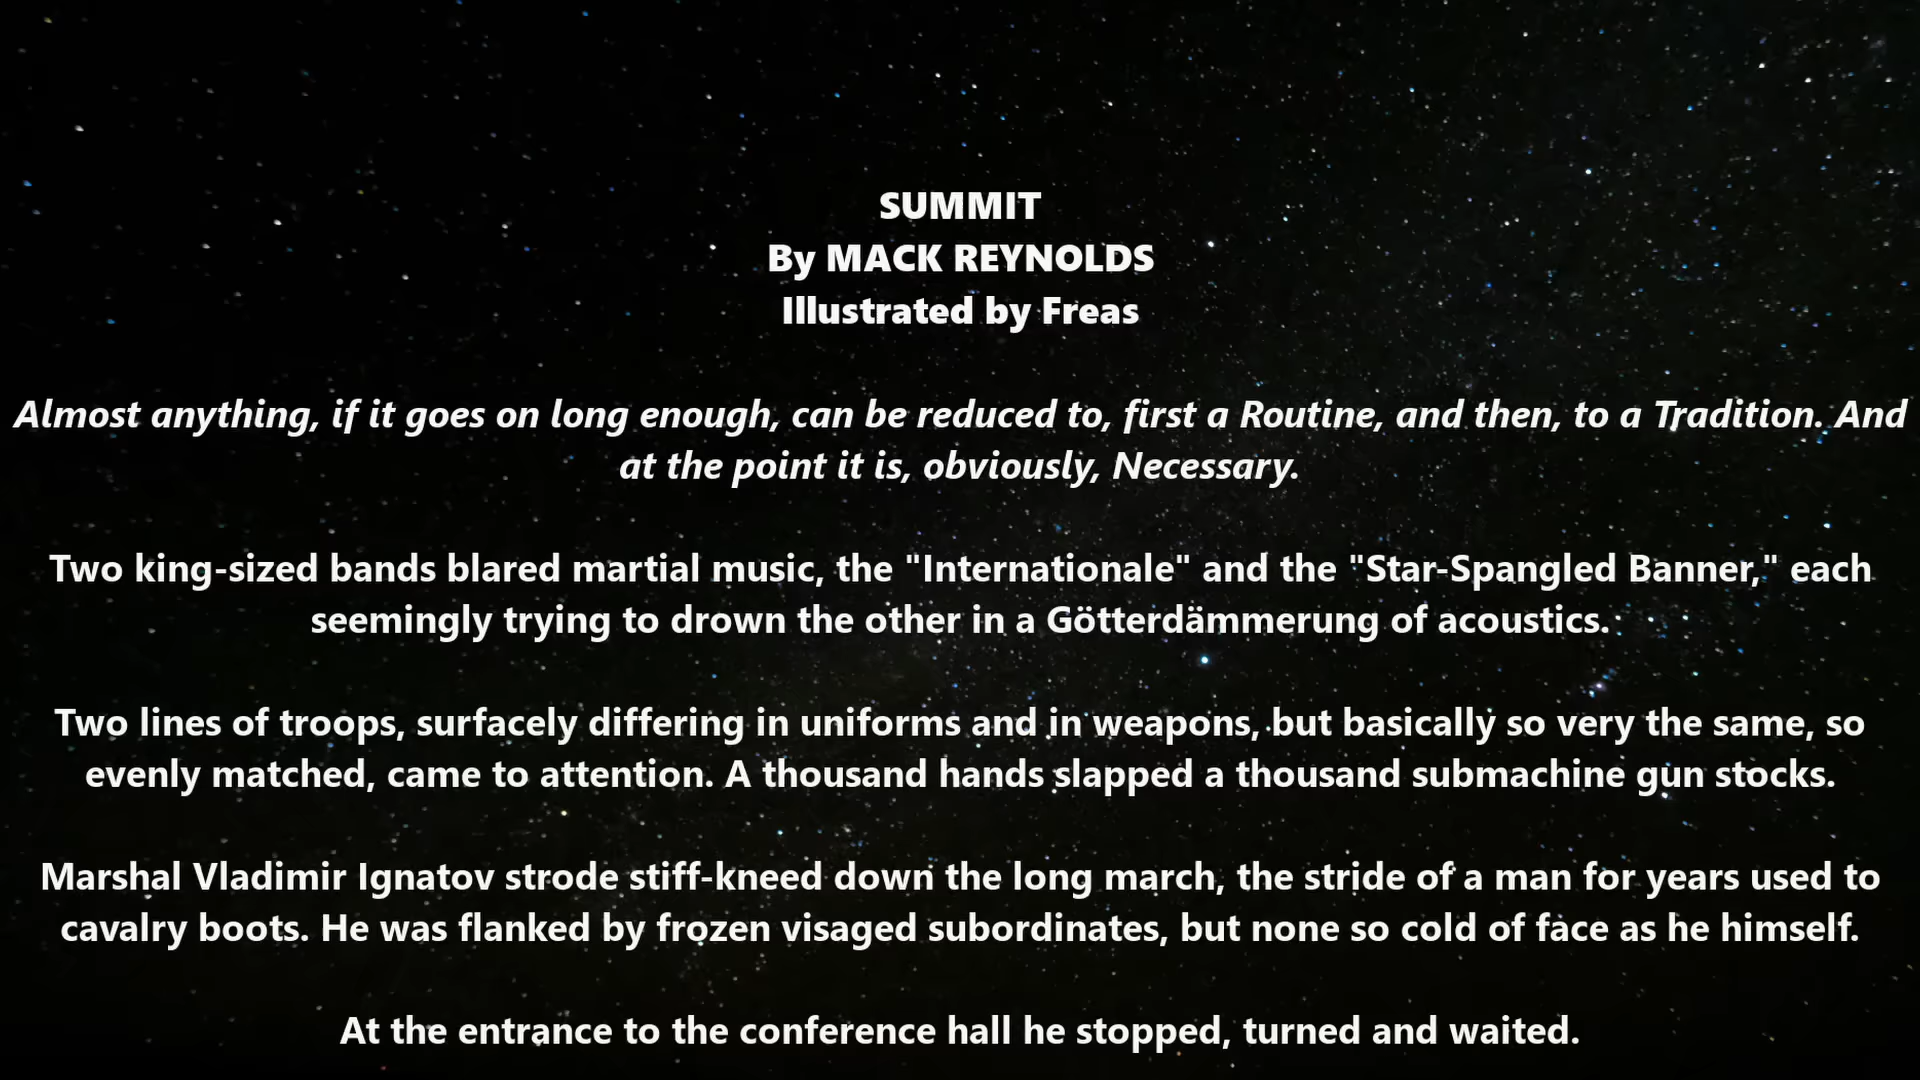 SUMMIT
By MACK REYNOLDS
Illustrated by Freas
Almost anything, if it goes on long enough, can be reduced to, first a Routine, and then, to a Tradition. And
at the point it is, obviously, Necessary.
Two king-sized bands blared martial music, the "Internationale" and the "Star-Spangled Banner," each
seemingly trying to drown the other in a Götterdämmerung of acoustics.
Two lines of troops, surfacely differing in uniforms and in weapons, but basically so very the same, so
evenly matched, came to attention. A thousand hands slapped a thousand submachine gun stocks.
Marshal Vladimir Ignatov strode stiff-kneed down the long march, the stride of a man for years used to
cavalry boots. He was flanked by frozen visaged subordinates, but none so cold of face as he himself.
At the entrance to the conference hall he stopped, turned and waited.